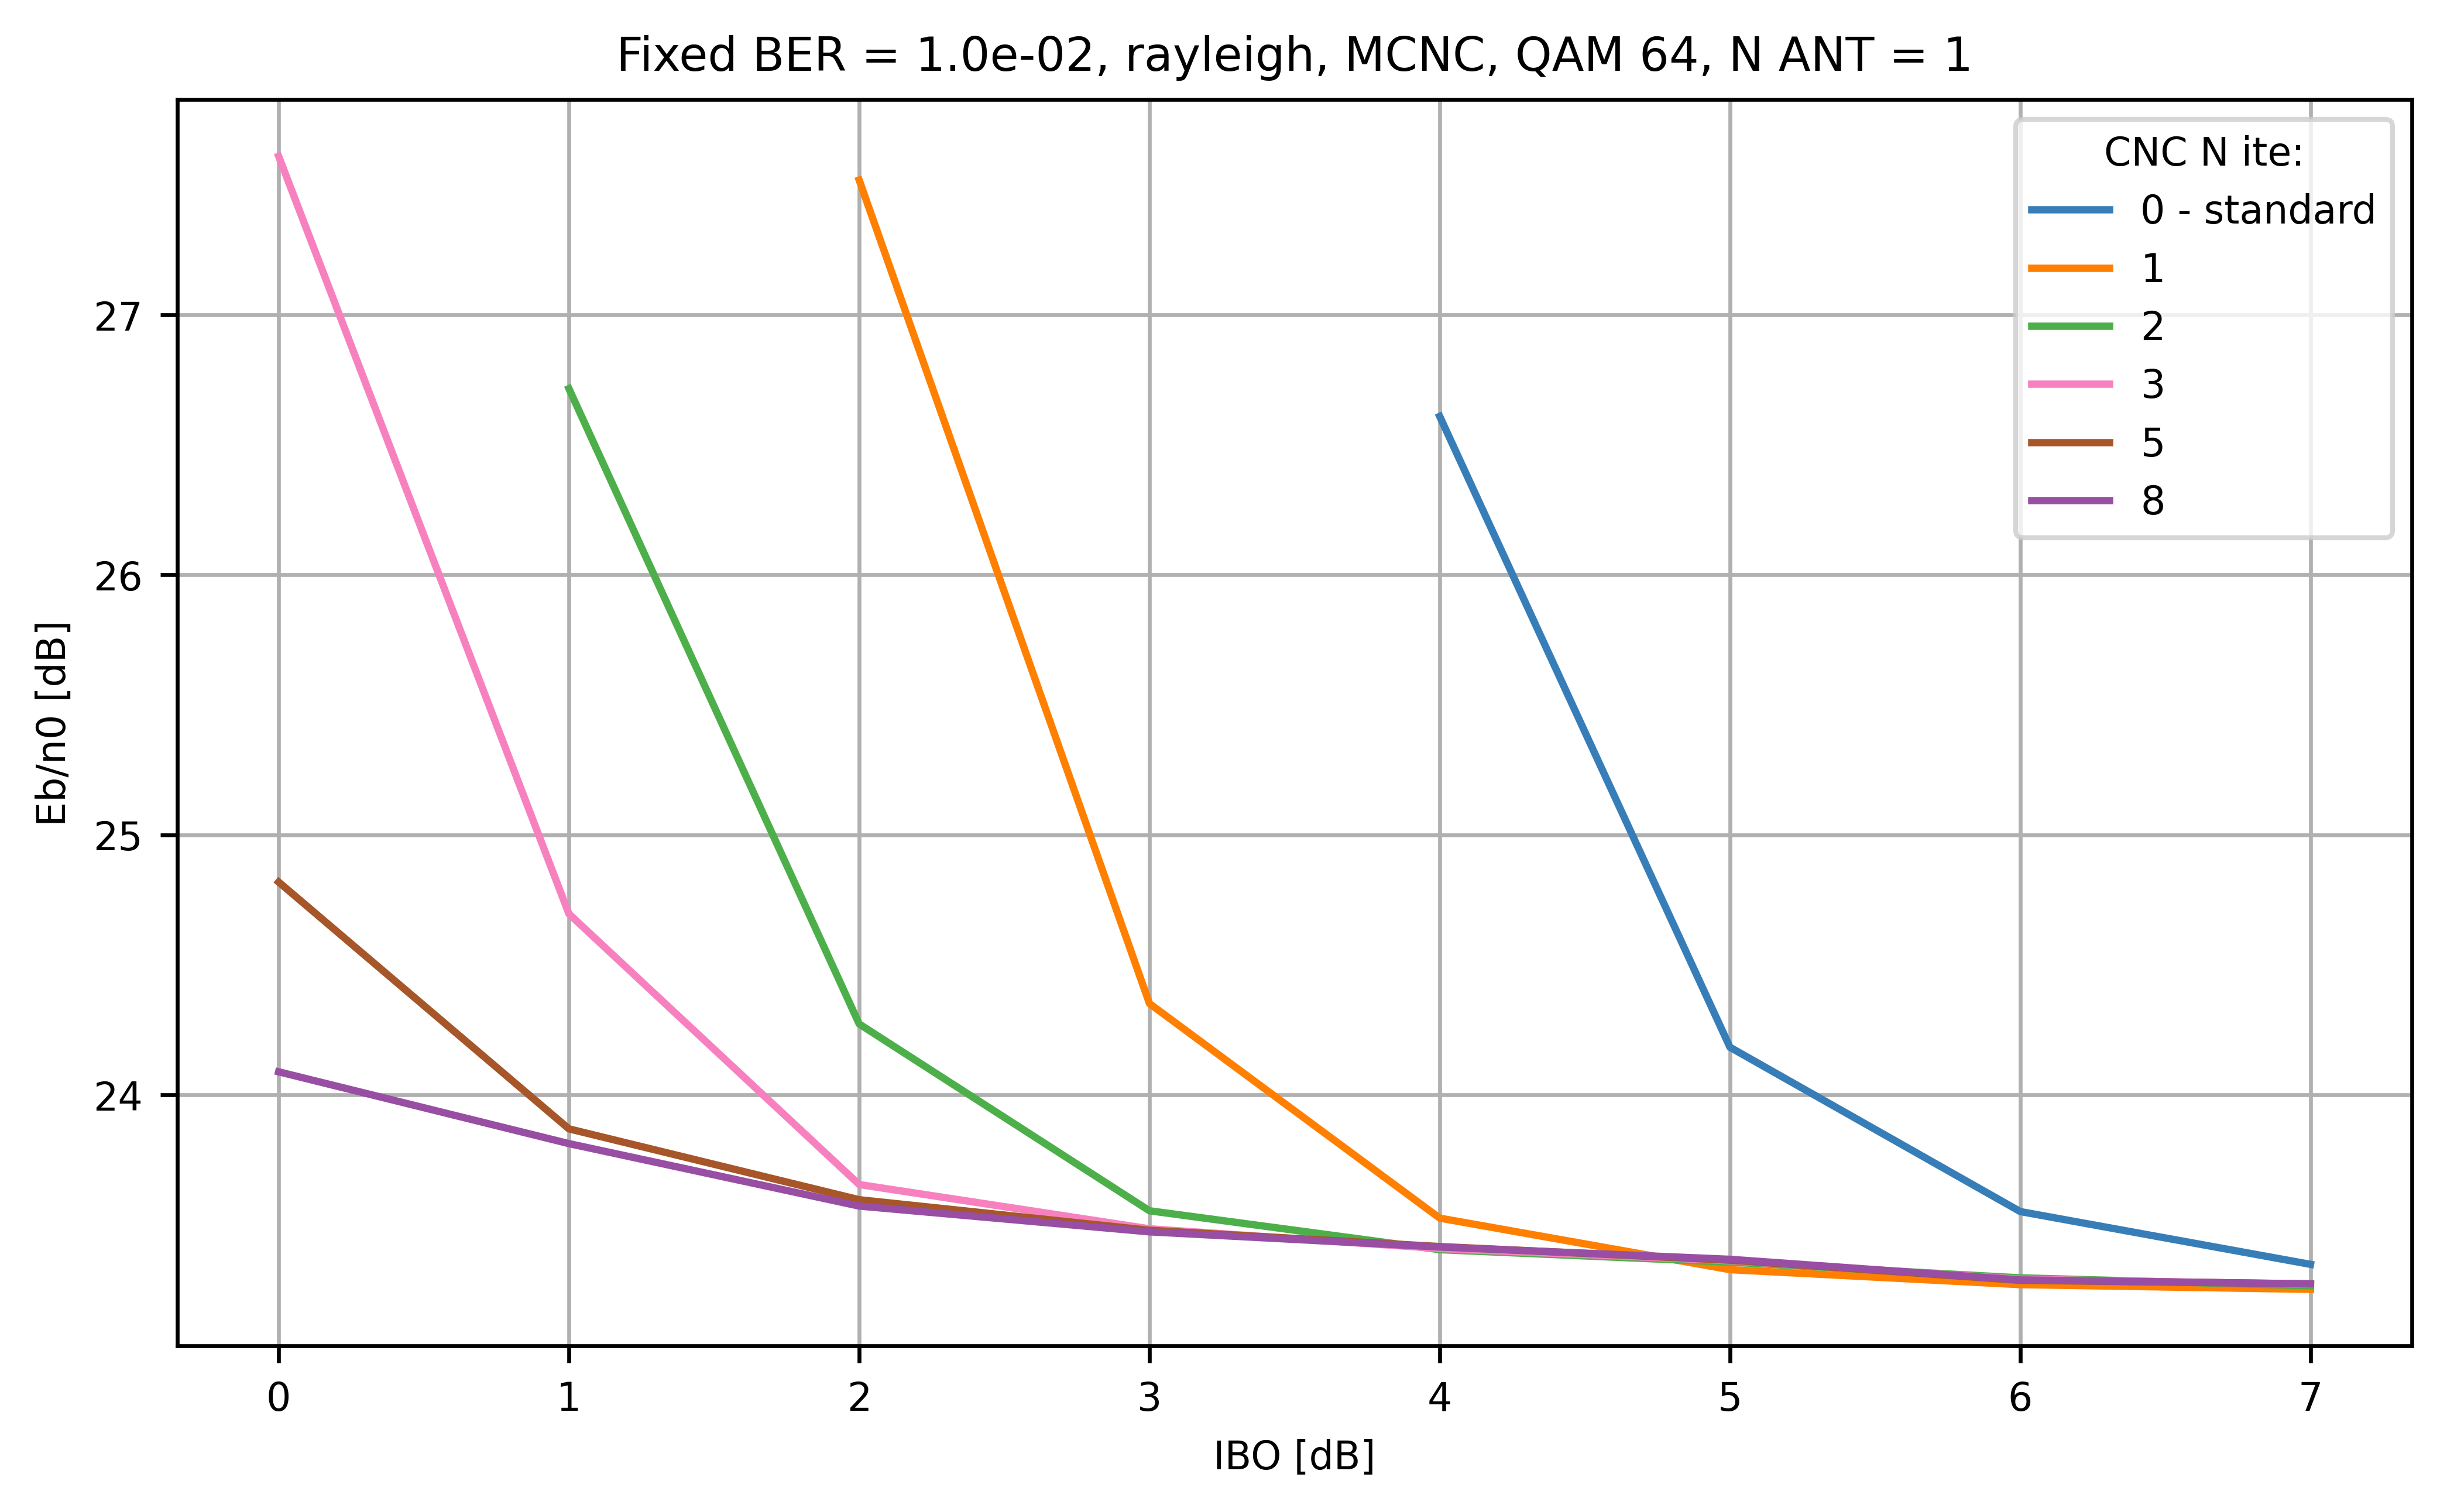 Fixed BER = 1.0e-02, rayleigh, MCNC, QAM 64, N ANT = 1
CNC N ite:
0 - standard
1
2
3
5
8
27
26
25
24
Eb/n0 [dB]
0 1 2 3 4 5 6 7
IBO [dB]